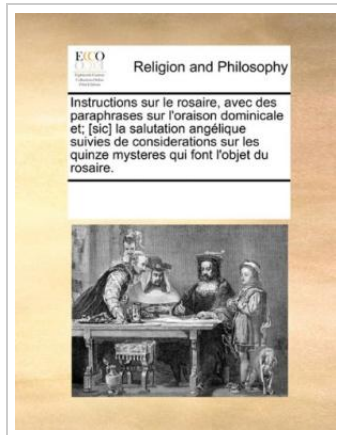 ECCO
Religion and Philosophy
Instructions sur le rosaire, avec des
paraphrases sur l'oraison dominicale
et; [sic] la salutation angélique
suivies de considerations sur les
quinze mysteres qui font l'objet du
rosaire.